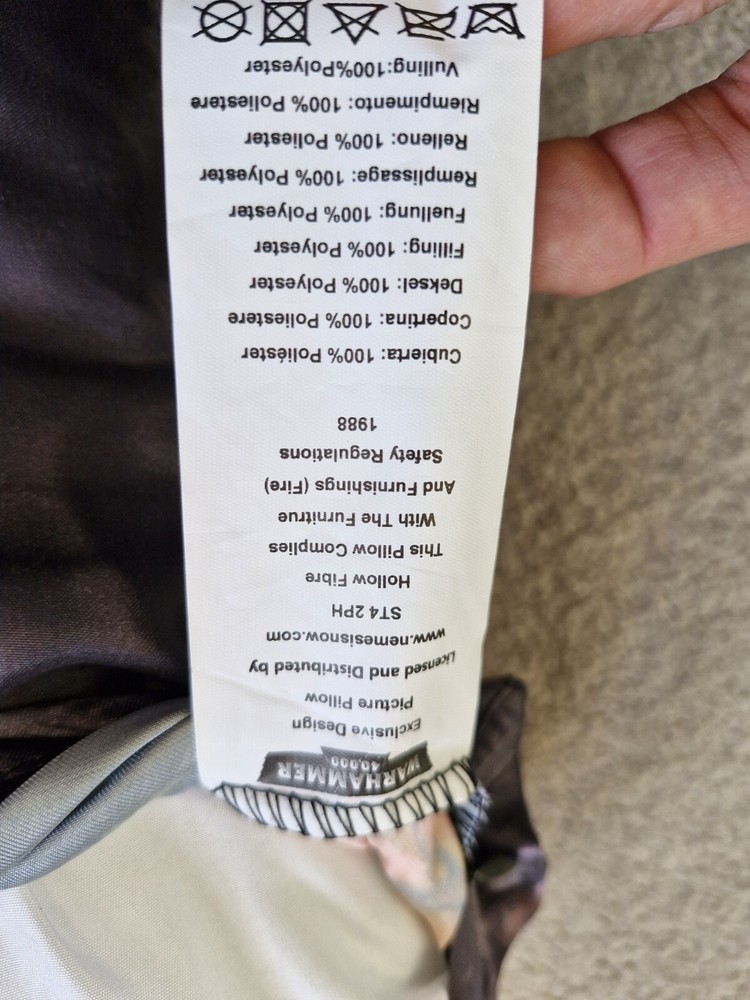 WARHAMMER
40,000
Exclusive Design
Picture Pillow
Licensed and Distributed by
www.nemesisnow.com
ST4 2PH
Hollow Fibre
This Pillow Complies
With The Furnitrue
And Furnishings (Fire)
Safety Regulations
1988
Cubierta: 100% Poliéster
Copertina: 100% Poliestere
Deksel: 100% Polyester
Filling: 100% Polyester
Fuellung: 100% Polyester
Remplissage: 100% Polyester
Relleno: 100% Poliester
Riempimento: 100% Poliestere
Vulling:100%Polyester